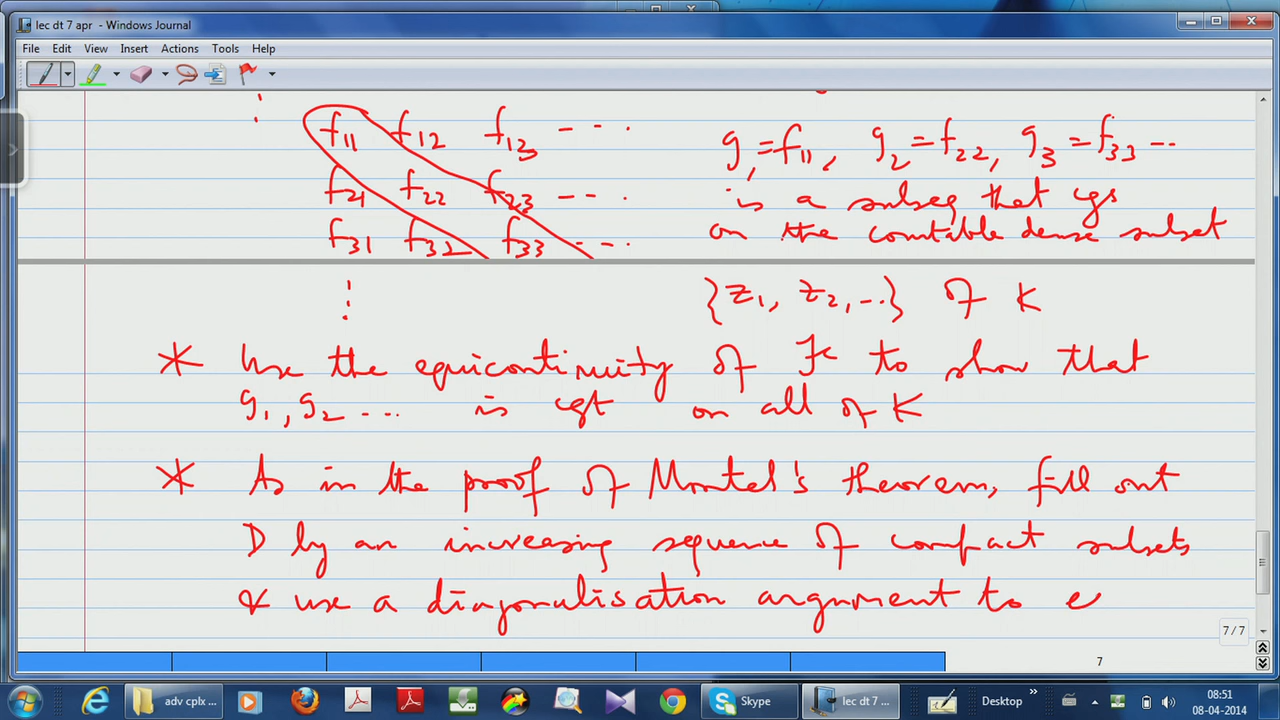 lec dt 7 apr - Windows Journal
File Edit View Insert Actions Tools Help
f11 f12 f13 ---.
g1 = f11, g2 = f22, g3 = f33 --
f21 f22 f23 --.
is a subseq that cgs
f31 f32 f33 ---.
on the countable dense subset
{z1, z2, ...} of K
* Use the equicontinuity of F to show that
g1, g2 --- is cgt on all of K
* As in the proof of Montel's theorem, fill out
D by an increasing sequence of compact subsets
& use a diagonalisation argument to e
7 / 7
7
adv cplx ...
Skype
lec dt 7 ...
Desktop
08:51
08-04-2014